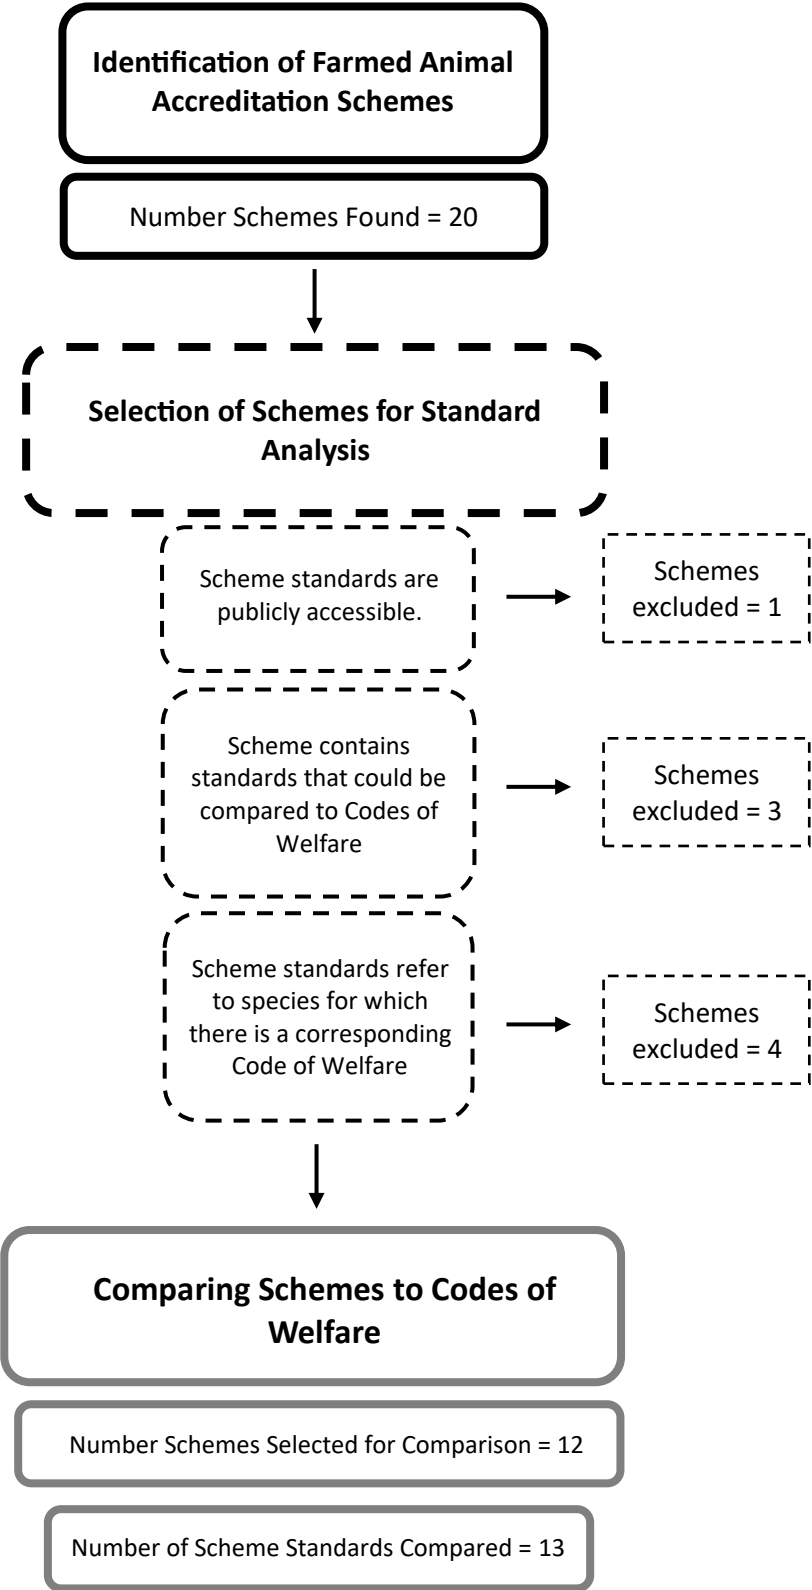 Identification of Farmed Animal
Accreditation Schemes
Number Schemes Found = 20
Selection of Schemes for Standard
Analysis
Scheme standards are
publicly accessible.
Schemes
excluded = 1
Scheme contains
standards that could be
compared to Codes of
Welfare
Schemes
excluded = 3
Scheme standards refer
to species for which
there is a corresponding
Code of Welfare
Schemes
excluded = 4
Comparing Schemes to Codes of
Welfare
Number Schemes Selected for Comparison = 12
Number of Scheme Standards Compared = 13